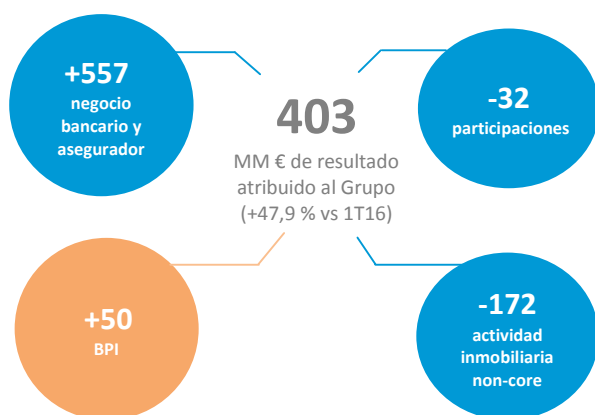 +557
negocio
bancario y
asegurador
403
MM € de resultado
atribuido al Grupo
(+47,9 % vs 1T16)
-32
participaciones
+50
BPI
-172
actividad
inmobiliaria
non-core